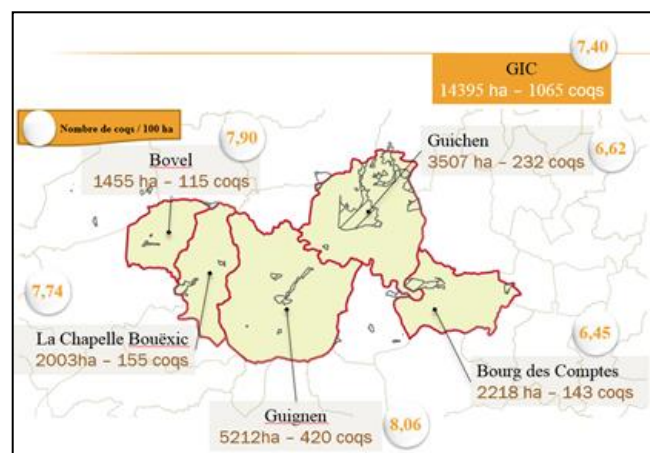 7,40
GIC
14395 ha – 1065 coqs
Nombre de coqs / 100 ha
7,90
Bovel
1455 ha – 115 coqs
Guichen
3507 ha – 232 coqs
6,62
7,74
La Chapelle Bouëxic
2003ha – 155 coqs
6,45
Bourg des Comptes
2218 ha – 143 coqs
Guignen
5212ha – 420 coqs
8,06